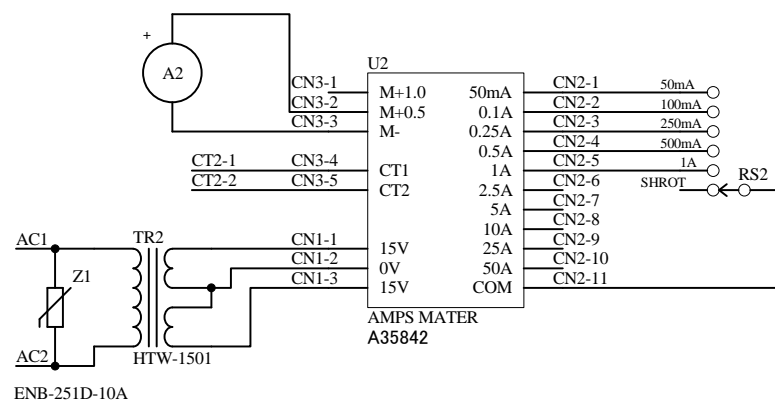 +
A2
U2
CN3-1
CN3-2
CN3-3
CT2-1
CN3-4
CT2-2
CN3-5
M+1.0
M+0.5
M-
CT1
CT2
15V
0V
15V
50mA
0.1A
0.25A
0.5A
1A
2.5A
5A
10A
25A
50A
COM
CN2-1
CN2-2
CN2-3
CN2-4
CN2-5
CN2-6
CN2-7
CN2-8
CN2-9
CN2-10
CN2-11
50mA
100mA
250mA
500mA
1A
SHROT
RS2
AC1
TR2
CN1-1
CN1-2
CN1-3
Z1
AC2
HTW-1501
AMPS MATER
A35842
ENB-251D-10A